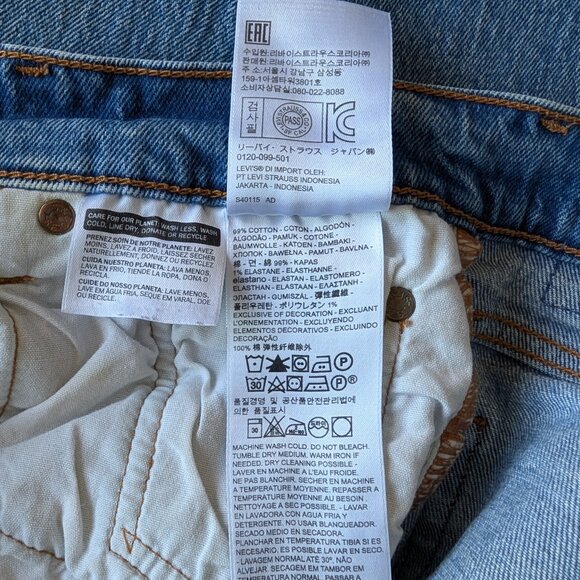 EAC
수입원:리바이스트라우스코리아㈜
판매원:리바이스트라우스코리아㈜
주소:서울시 강남구 삼성동
159-1아셈타워3801호
소비자상담실:080-022-8088
검사필
PASS
KC
リーバイ・ストラウス ジャパン㈱
0120-099-501
LEVI'S® DI IMPORT OLEH:
PT LEVI STRAUSS INDONESIA
JAKARTA - INDONESIA
S40115 AD
CARE FOR OUR PLANET: WASH LESS, WASH
COLD, LINE DRY, DONATE OR RECYCLE
PRENEZ SOIN DE NOTRE PLANETE: LAVEZ
MOINS, LAVEZ A FROID, LAISSEZ SECHER
NATURELLEMENT, DONNEZ OU RECYCLEZ
CUIDA NUESTRO PLANETA: LAVA MENOS,
LAVA EN FRIO, TIENDE LA ROPA, DONA O
RECICLA
CUIDE DO NOSSO PLANETA: LAVE MENOS,
LAVE EM ÁGUA FRIA, SEQUE EM VARAL, DOE
OU RECICLE
99% COTTON - COTON - ALGODÓN -
ALGODÃO - PAMUK - COTONE -
BAUMWOLLE - KATOEN - BAMBAKI -
ХЛОПОК - BAWEŁNA - PAMUT - BAVLNA -
棉 - 면 - 綿 99% - KAPAS
1% ELASTANE - ELASTHANNE -
elastano - ELASTAN - ELASTOMERO -
ELASTHAN - ELASTAAN - ΕΛΑΣΤΑΝΗ -
ЭЛАСТАН - GUMISZÁL - 彈性纖維 -
폴리우레탄 - ポリウレタン 1%
EXCLUSIVE OF DECORATION - EXCLUANT
L'ORNEMENTATION - EXCLUYENDO
ELEMENTOS DECORATIVOS - EXCLUINDO
DECORAÇÃO
100% 棉 弹性纤维除外
30
품질경영 및 공산품안전관리법에 의
한 품질표시
30
MACHINE WASH COLD. DO NOT BLEACH.
TUMBLE DRY MEDIUM. WARM IRON IF
NEEDED. DRY CLEANING POSSIBLE -
LAVER EN MACHINE A L'EAU FROIDE.
NE PAS BLANCHIR. SECHER EN MACHINE A
TEMPERATURE MOYENNE. REPASSER A
TEMPERATURE MOYENNE AU BESOIN
NETTOYAGE A SEC POSSIBLE - LAVAR
EN LAVADORA CON AGUA FRIA Y
DETERGENTE. NO USAR BLANQUEADOR.
SECADO MEDIO EN SECADORA.
PLANCHAR EN TEMPERATURA TIBIA SI ES
NECESARIO. ES POSIBLE LAVADO EN SECO
- LAVAGEM NORMAL ATÉ 30º. NÃO
ALVEJAR. SECAGEM EM TAMBOR EM
TEMPERATURA MÉDIA. PASSAR A